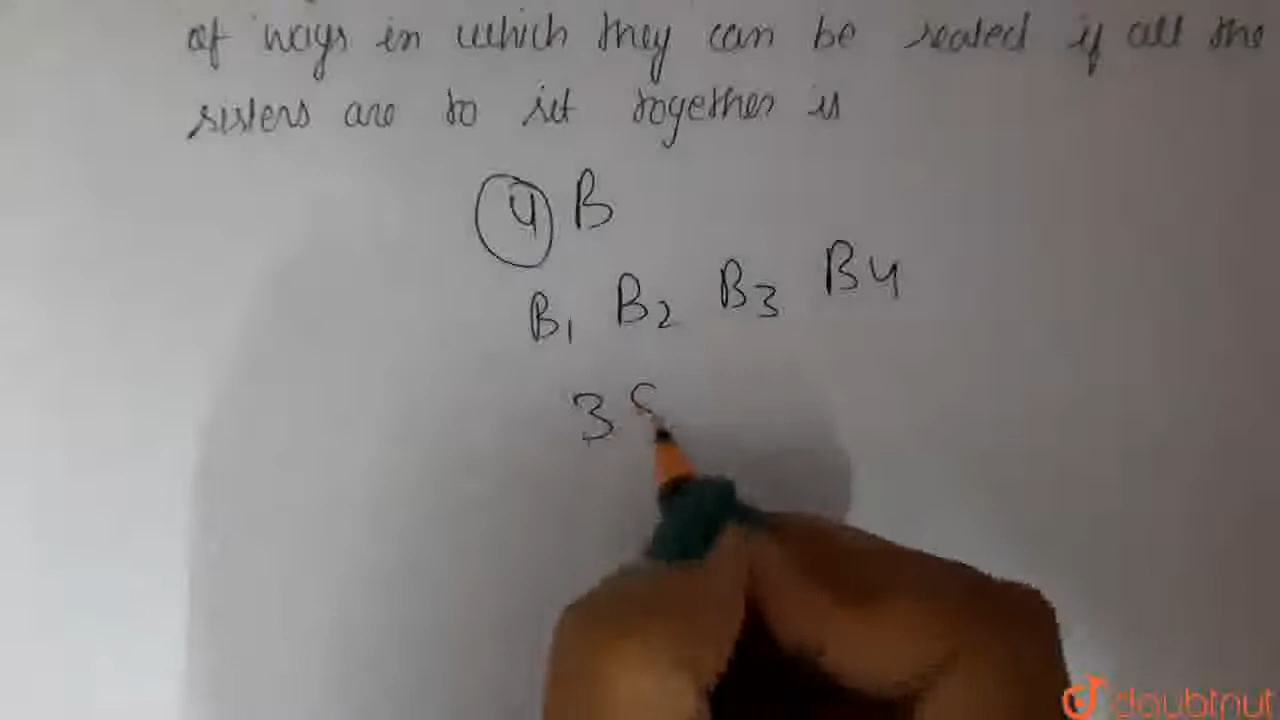 of ways in which they can be seated if all the
sisters are to sit together is
4 B
B1 B2 B3 B4
3 S
doubtnut